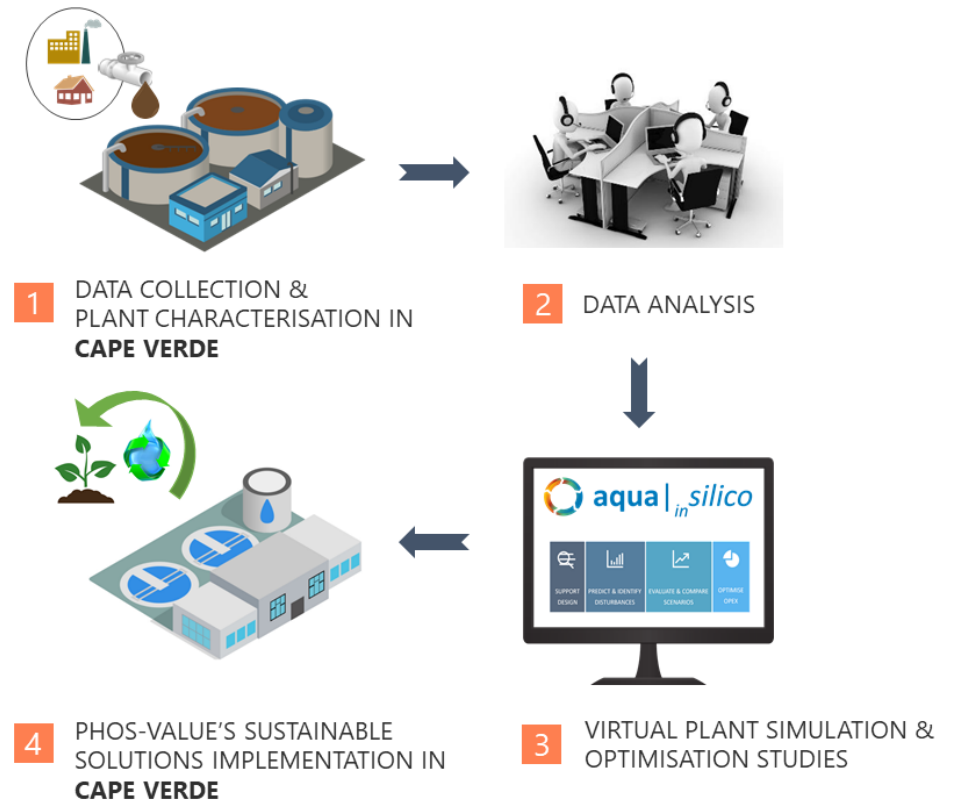 1
DATA COLLECTION &
PLANT CHARACTERISATION IN
CAPE VERDE
2
DATA ANALYSIS
aqua | in silico
SUPPORT
DESIGN
PREDICT & IDENTIFY
DISTURBANCES
EVALUATE & COMPARE
SCENARIOS
OPTIMISE
OPEX
3
VIRTUAL PLANT SIMULATION &
OPTIMISATION STUDIES
4
PHOS-VALUE'S SUSTAINABLE
SOLUTIONS IMPLEMENTATION IN
CAPE VERDE